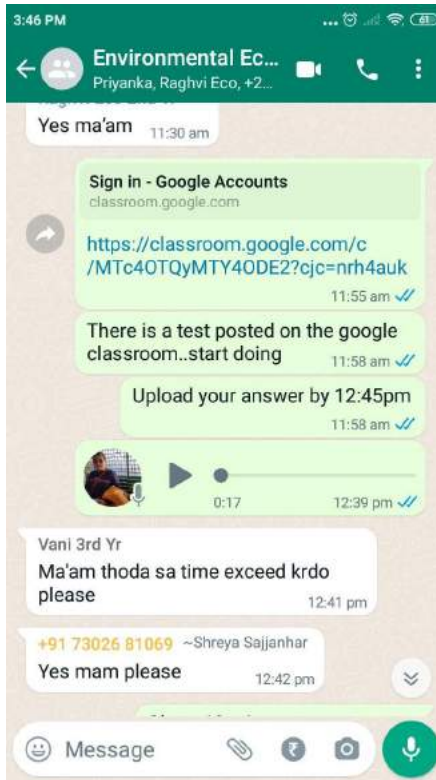 3:46 PM
... 61
Environmental Ec...
Priyanka, Raghvi Eco, +2...
Yes ma'am 11:30 am
Sign in - Google Accounts
classroom.google.com
https://classroom.google.com/c
/MTc4OTQyMTY4ODE2?cjc=nrh4auk
11:55 am
There is a test posted on the google
classroom..start doing 11:58 am
Upload your answer by 12:45pm
11:58 am
0:17 12:39 pm
Vani 3rd Yr
Ma'am thoda sa time exceed krdo
please 12:41 pm
+91 73026 81069 ~Shreya Sajjanhar
Yes mam please 12:42 pm
Message